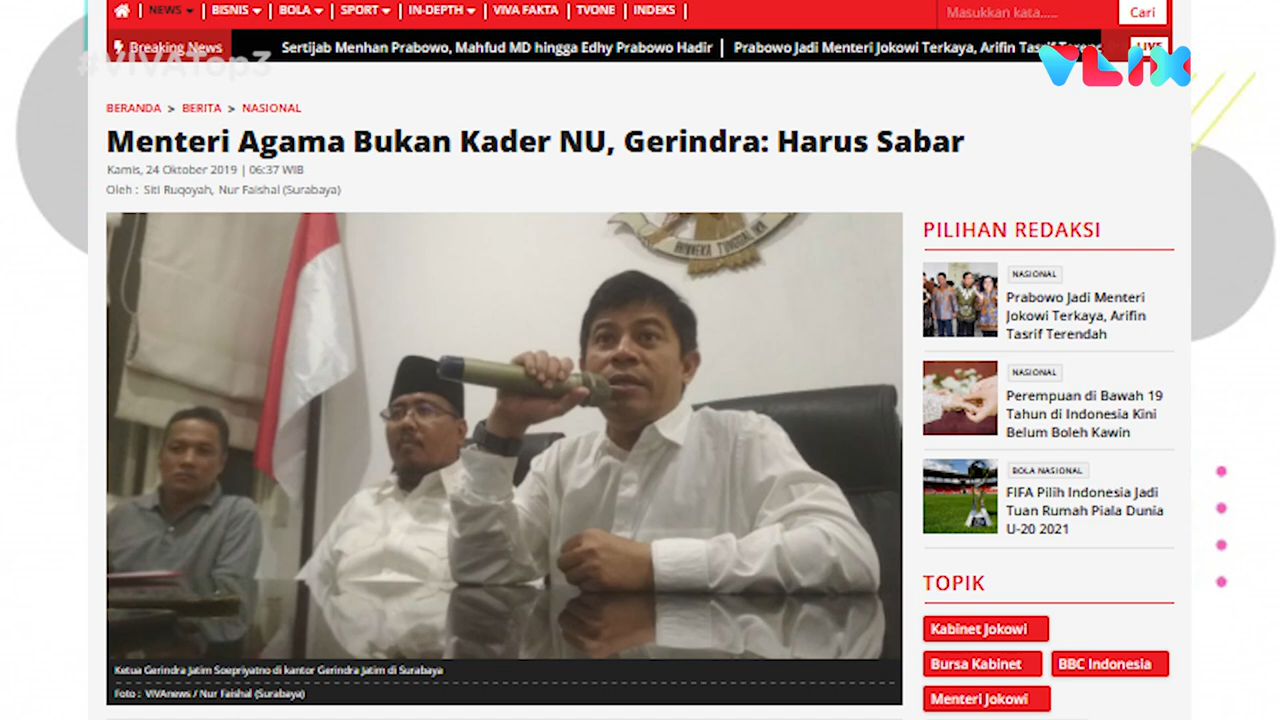 NEWS BISNIS BOLA SPORT IN-DEPTH VIVA FAKTA TVONE INDEKS
Masukkan kata..... Cari
Breaking News Sertijab Menhan Prabowo, Mahfud MD hingga Edhy Prabowo Hadir | Prabowo Jadi Menteri Jokowi Terkaya, Arifin
LIVE
#VIVATop3
VLIX
BERANDA > BERITA > NASIONAL
Menteri Agama Bukan Kader NU, Gerindra: Harus Sabar
Kamis, 24 Oktober 2019 | 06:37 WIB
Oleh : Siti Ruqoyah, Nur Faishal (Surabaya)
BHINNEKA TUNGGAL IKA
Ketua Gerindra Jatim Soepriyatno di kantor Gerindra Jatim di Surabaya
Foto : VIVAnews / Nur Faishal (Surabaya)
PILIHAN REDAKSI
NASIONAL
Prabowo Jadi Menteri
Jokowi Terkaya, Arifin
Tasrif Terendah
NASIONAL
Perempuan di Bawah 19
Tahun di Indonesia Kini
Belum Boleh Kawin
BOLA NASIONAL
FIFA Pilih Indonesia Jadi
Tuan Rumah Piala Dunia
U-20 2021
TOPIK
Kabinet Jokowi
Bursa Kabinet BBC Indonesia
Menteri Jokowi